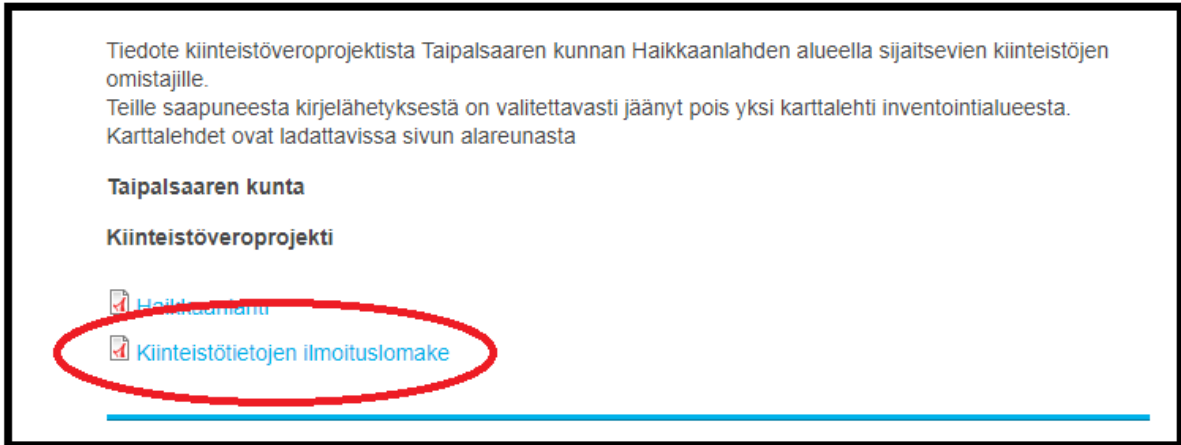 Tiedote kiinteistöveroprojektista Taipalsaaren kunnan Haikkaanlahden alueella sijaitsevien kiinteistöjen
omistajille.
Teille saapuneesta kirjelähetyksestä on valitettavasti jäänyt pois yksi karttalehti inventointialueesta.
Karttalehdet ovat ladattavissa sivun alareunasta
Taipalsaaren kunta
Kiinteistöveroprojekti
Haikkaanlahti
Kiinteistötietojen ilmoituslomake